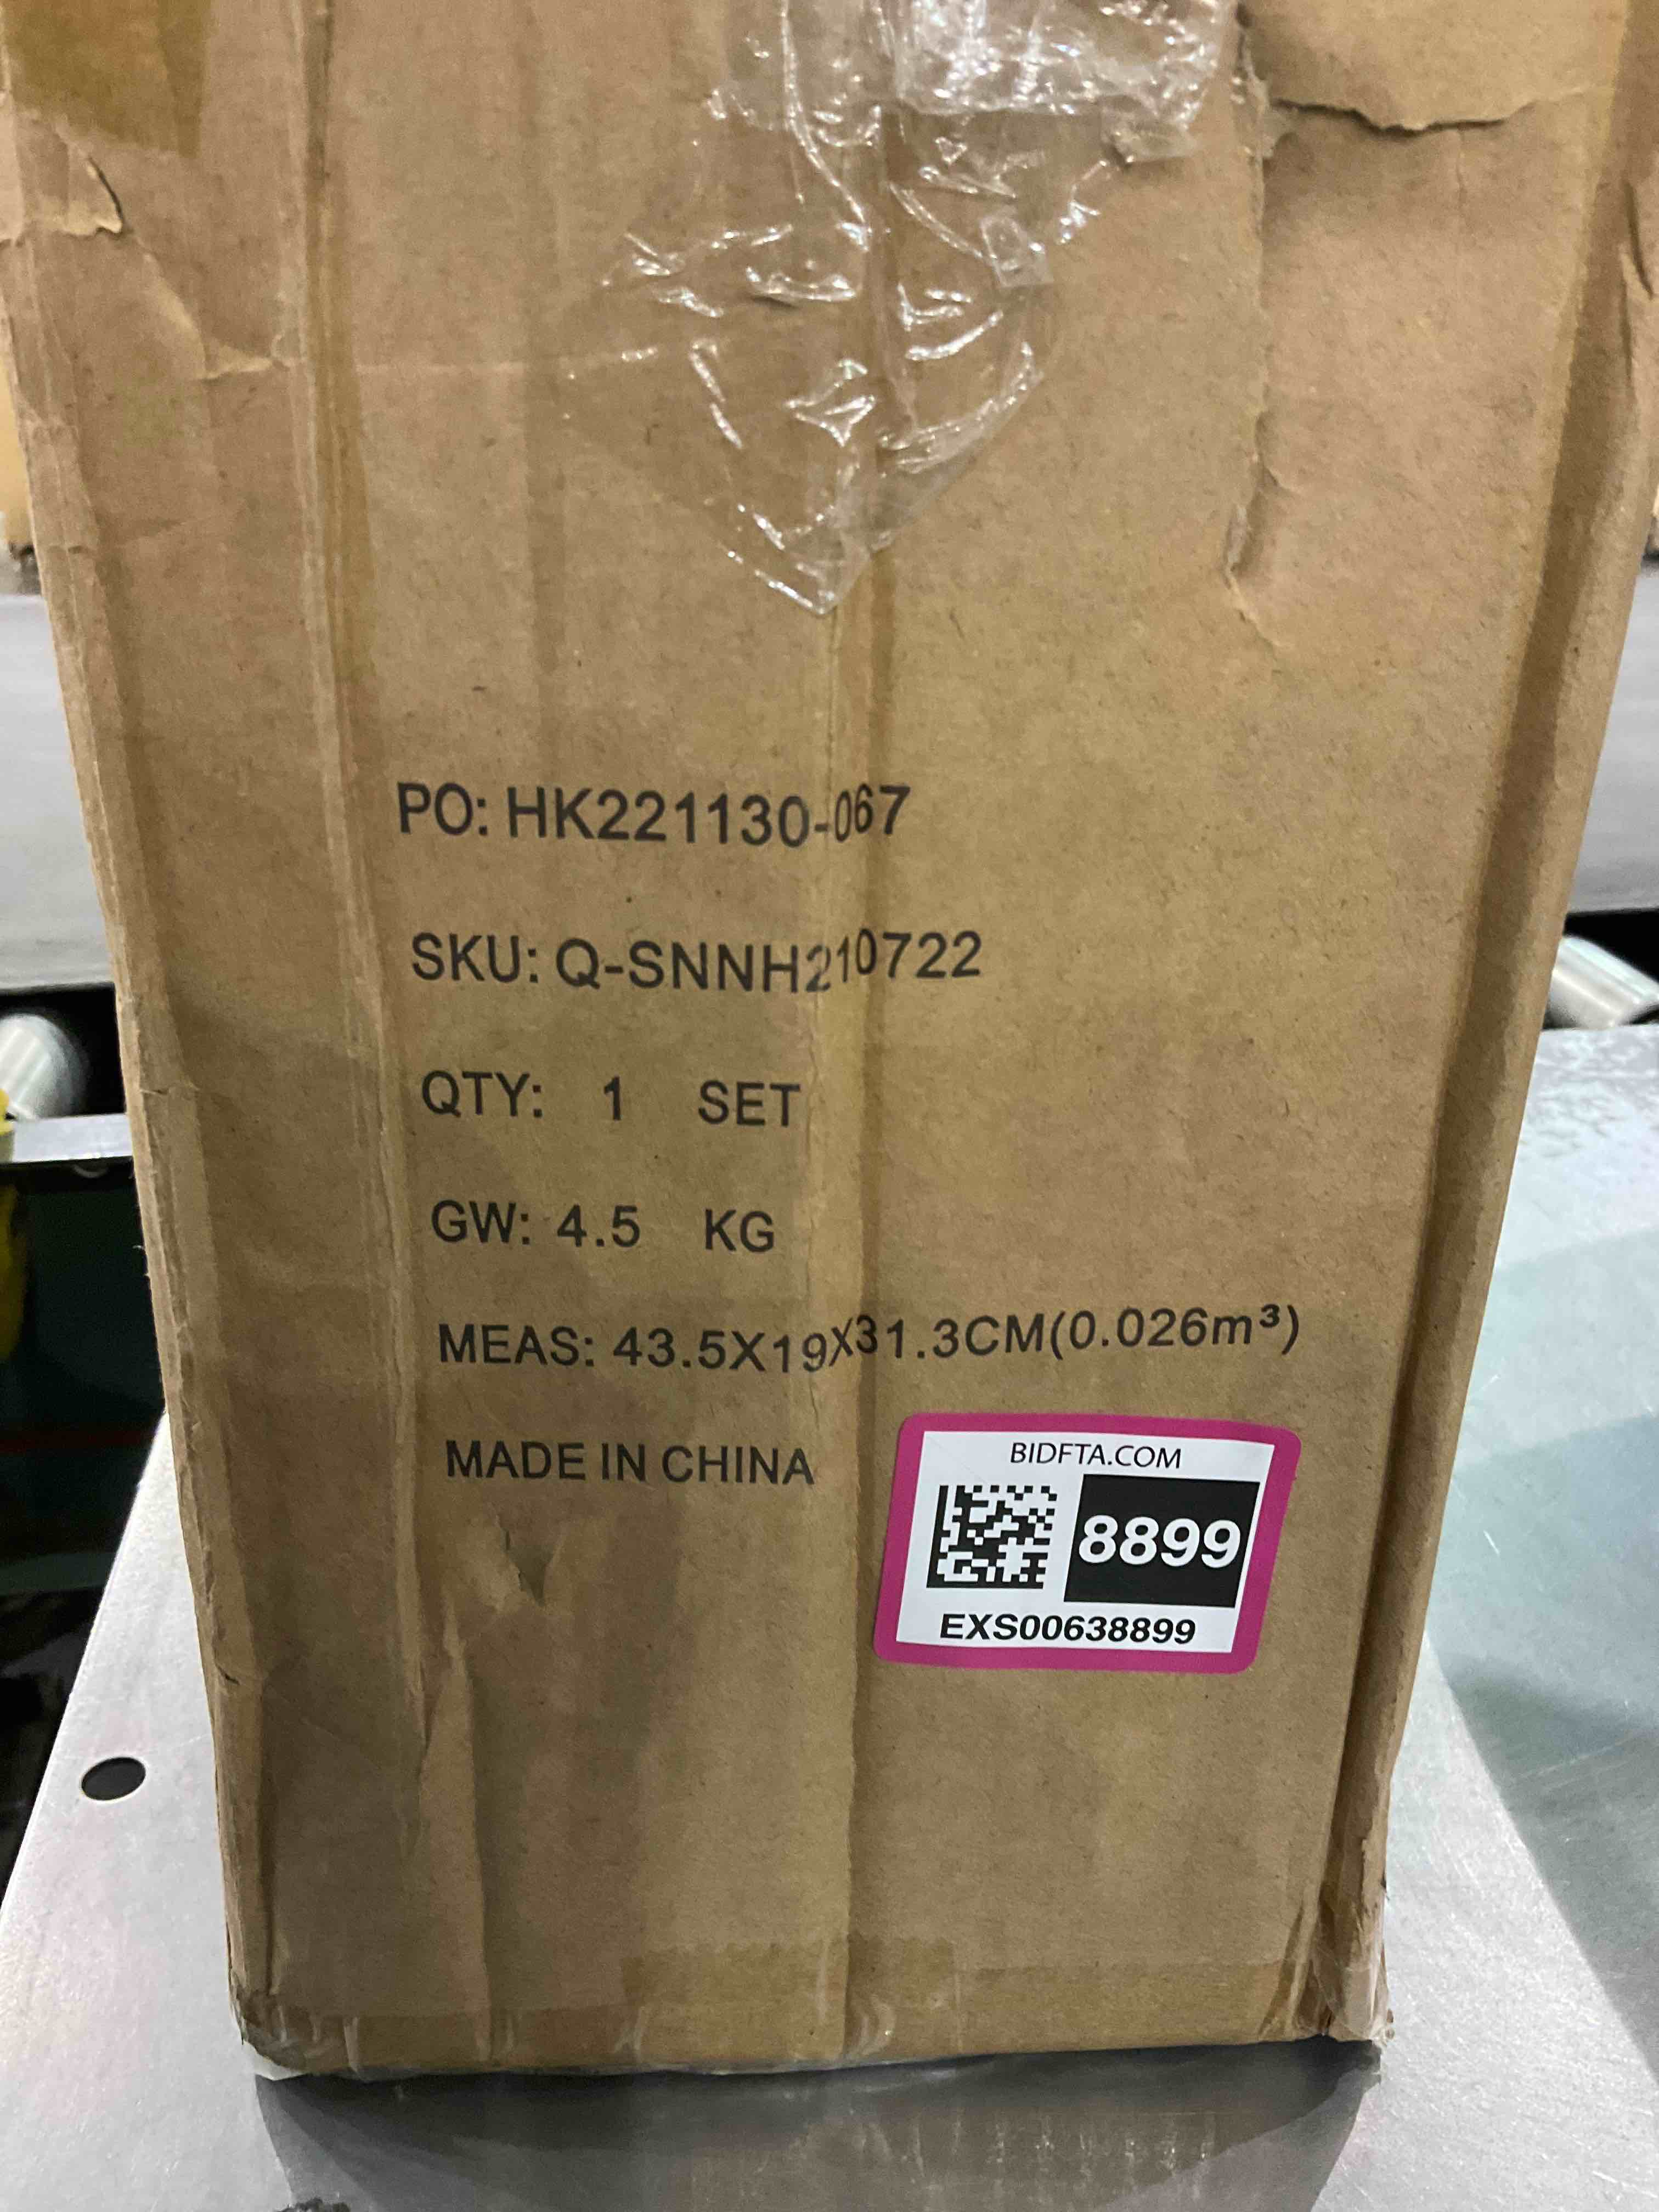 PO: HK221130-067
SKU: Q-SNNH210722
QTY: 1 SET
GW: 4.5 KG
MEAS: 43.5X19X31.3CM(0.026m³)
MADE IN CHINA
BIDFTA.COM
8899
EXS00638899